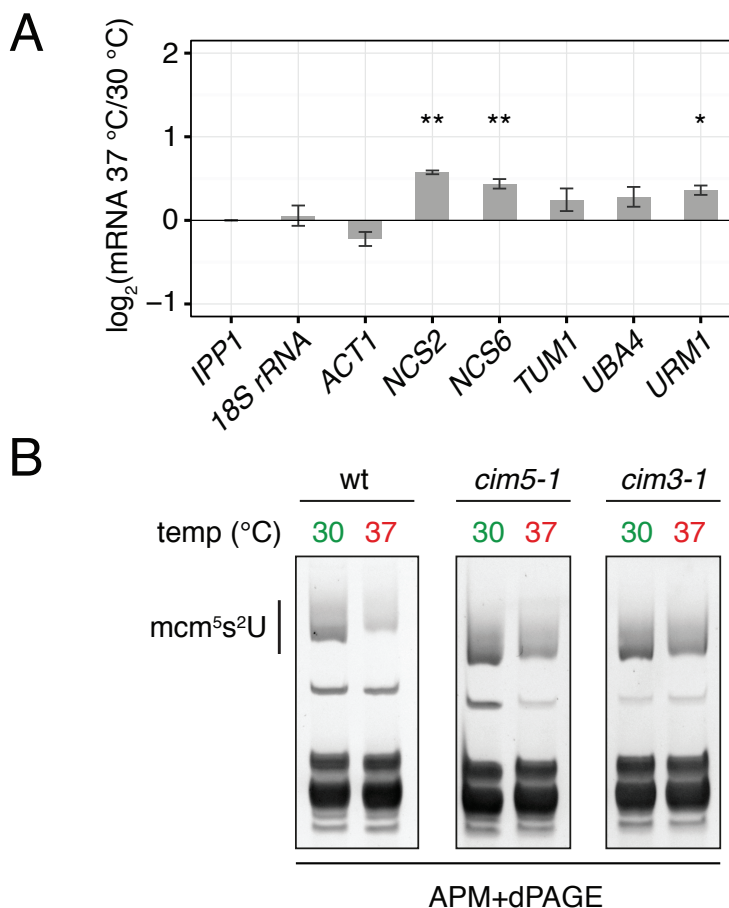 A
log₂(mRNA 37 °C/30 °C)
2
1
0
−1
** ** *
IPP1 18S rRNA ACT1 NCS2 NCS6 TUM1 UBA4 URM1
B
wt cim5-1 cim3-1
temp (°C) 30 37 30 37 30 37
mcm⁵s²U
APM+dPAGE